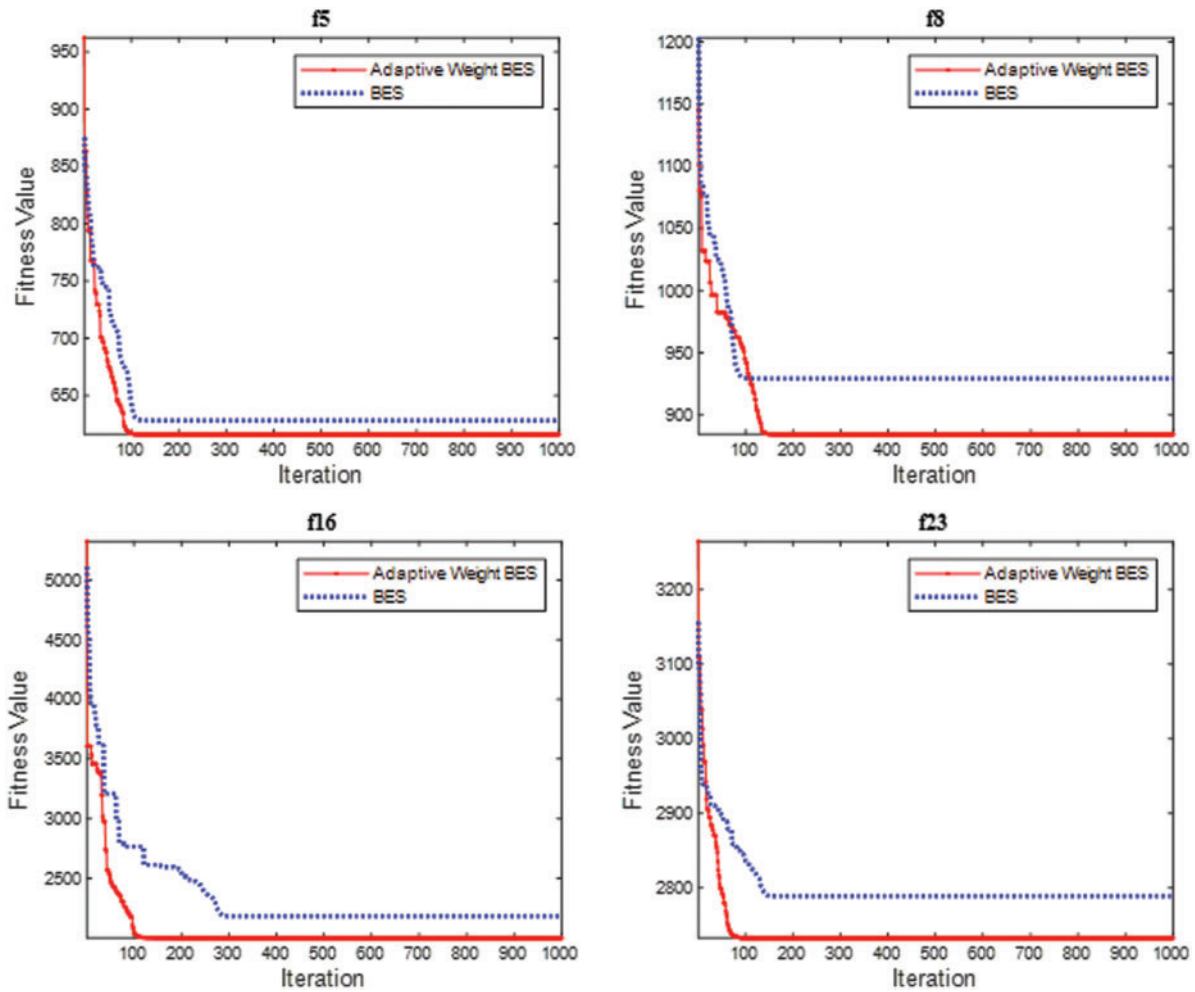 f5
Fitness Value
950
900
850
800
750
700
650
Adaptive Weight BES
BES
100 200 300 400 500 600 700 800 900 1000
Iteration
f8
Fitness Value
1200
1150
1100
1050
1000
950
900
Adaptive Weight BES
BES
100 200 300 400 500 600 700 800 900 1000
Iteration
f16
Fitness Value
5000
4500
4000
3500
3000
2500
Adaptive Weight BES
BES
100 200 300 400 500 600 700 800 900 1000
Iteration
f23
Fitness Value
3200
3100
3000
2900
2800
Adaptive Weight BES
BES
100 200 300 400 500 600 700 800 900 1000
Iteration